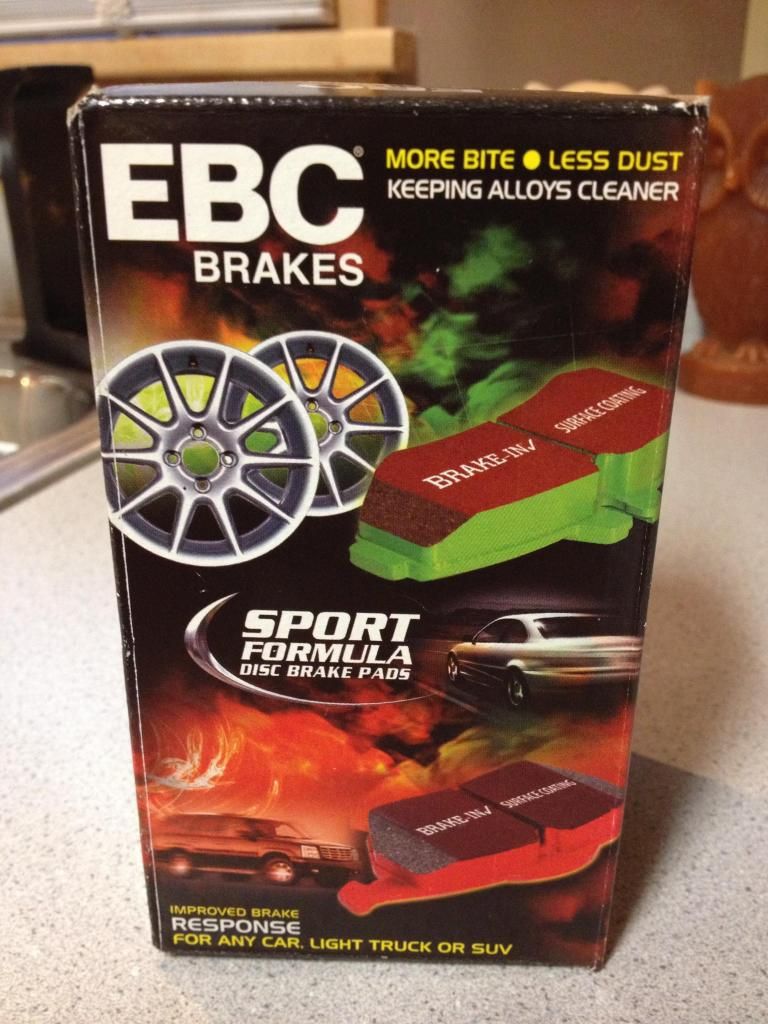 EBC®
BRAKES
MORE BITE ● LESS DUST
KEEPING ALLOYS CLEANER
BRAKE-IN✓
SURFACE COATING
SPORT
FORMULA
DISC BRAKE PADS
BRAKE-IN✓
SURFACE COATING
IMPROVED BRAKE
RESPONSE
FOR ANY CAR, LIGHT TRUCK OR SUV